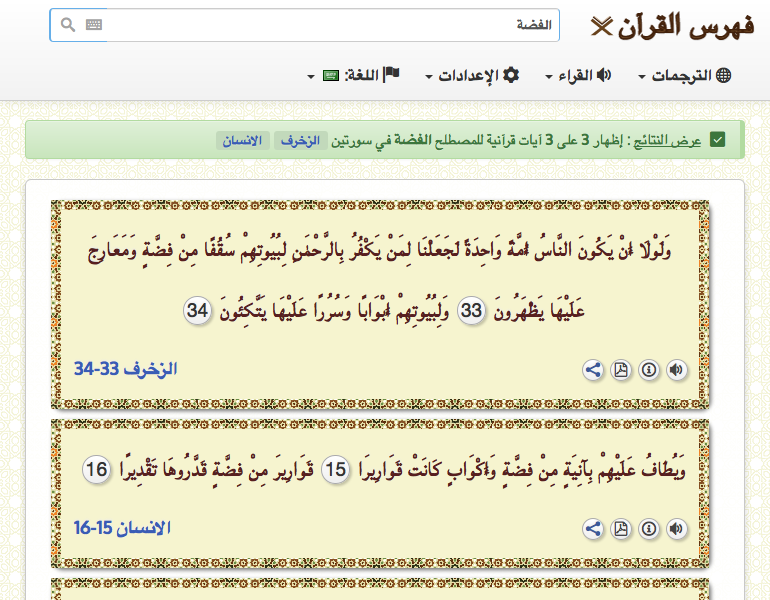 فهرس القرآن
الفضة
الترجمات القراء الإعدادات اللغة:
عرض النتائج : إظهار 3 على 3 آيات قرآنية للمصطلح الفضة في سورتين الزخرف الانسان
وَلَوْلَا أَنْ يَكُونَ النَّاسُ أُمَّةً وَاحِدَةً لَجَعَلْنَا لِمَنْ يَكْفُرُ بِالرَّحْمَٰنِ لِبُيُوتِهِمْ سُقُفًا مِنْ فِضَّةٍ وَمَعَارِجَ
عَلَيْهَا يَظْهَرُونَ 33 وَلِبُيُوتِهِمْ أَبْوَابًا وَسُرُرًا عَلَيْهَا يَتَّكِئُونَ 34
الزخرف 33-34
وَيُطَافُ عَلَيْهِمْ بِآنِيَةٍ مِنْ فِضَّةٍ وَأَكْوَابٍ كَانَتْ قَوَارِيرَا 15 قَوَارِيرَ مِنْ فِضَّةٍ قَدَّرُوهَا تَقْدِيرًا 16
الانسان 15-16